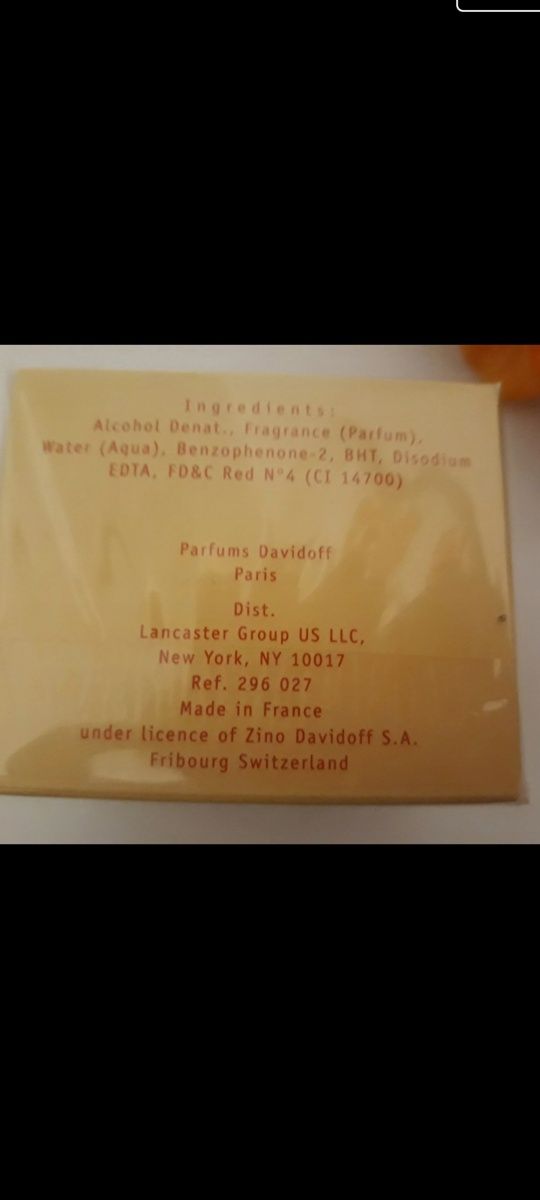 Ingredients:
Alcohol Denat., Fragrance (Parfum),
Water (Aqua), Benzophenone-2, BHT, Disodium
EDTA, FD&C Red N°4 (CI 14700)
Parfums Davidoff
Paris
Dist.
Lancaster Group US LLC,
New York, NY 10017
Ref. 296 027
Made in France
under licence of Zino Davidoff S.A.
Fribourg Switzerland